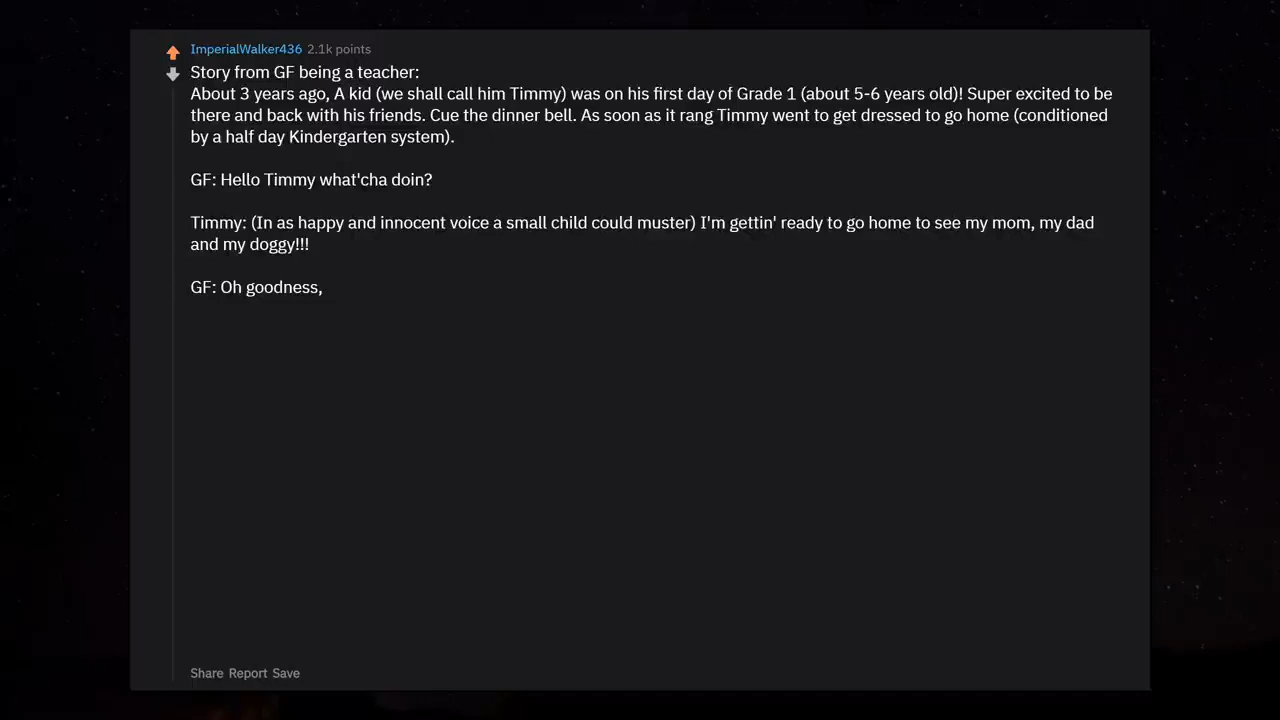 ImperialWalker436 2.1k points
Story from GF being a teacher:
About 3 years ago, A kid (we shall call him Timmy) was on his first day of Grade 1 (about 5-6 years old)! Super excited to be
there and back with his friends. Cue the dinner bell. As soon as it rang Timmy went to get dressed to go home (conditioned
by a half day Kindergarten system).
GF: Hello Timmy what'cha doin?
Timmy: (In as happy and innocent voice a small child could muster) I'm gettin' ready to go home to see my mom, my dad
and my doggy!!!
GF: Oh goodness,
Share Report Save